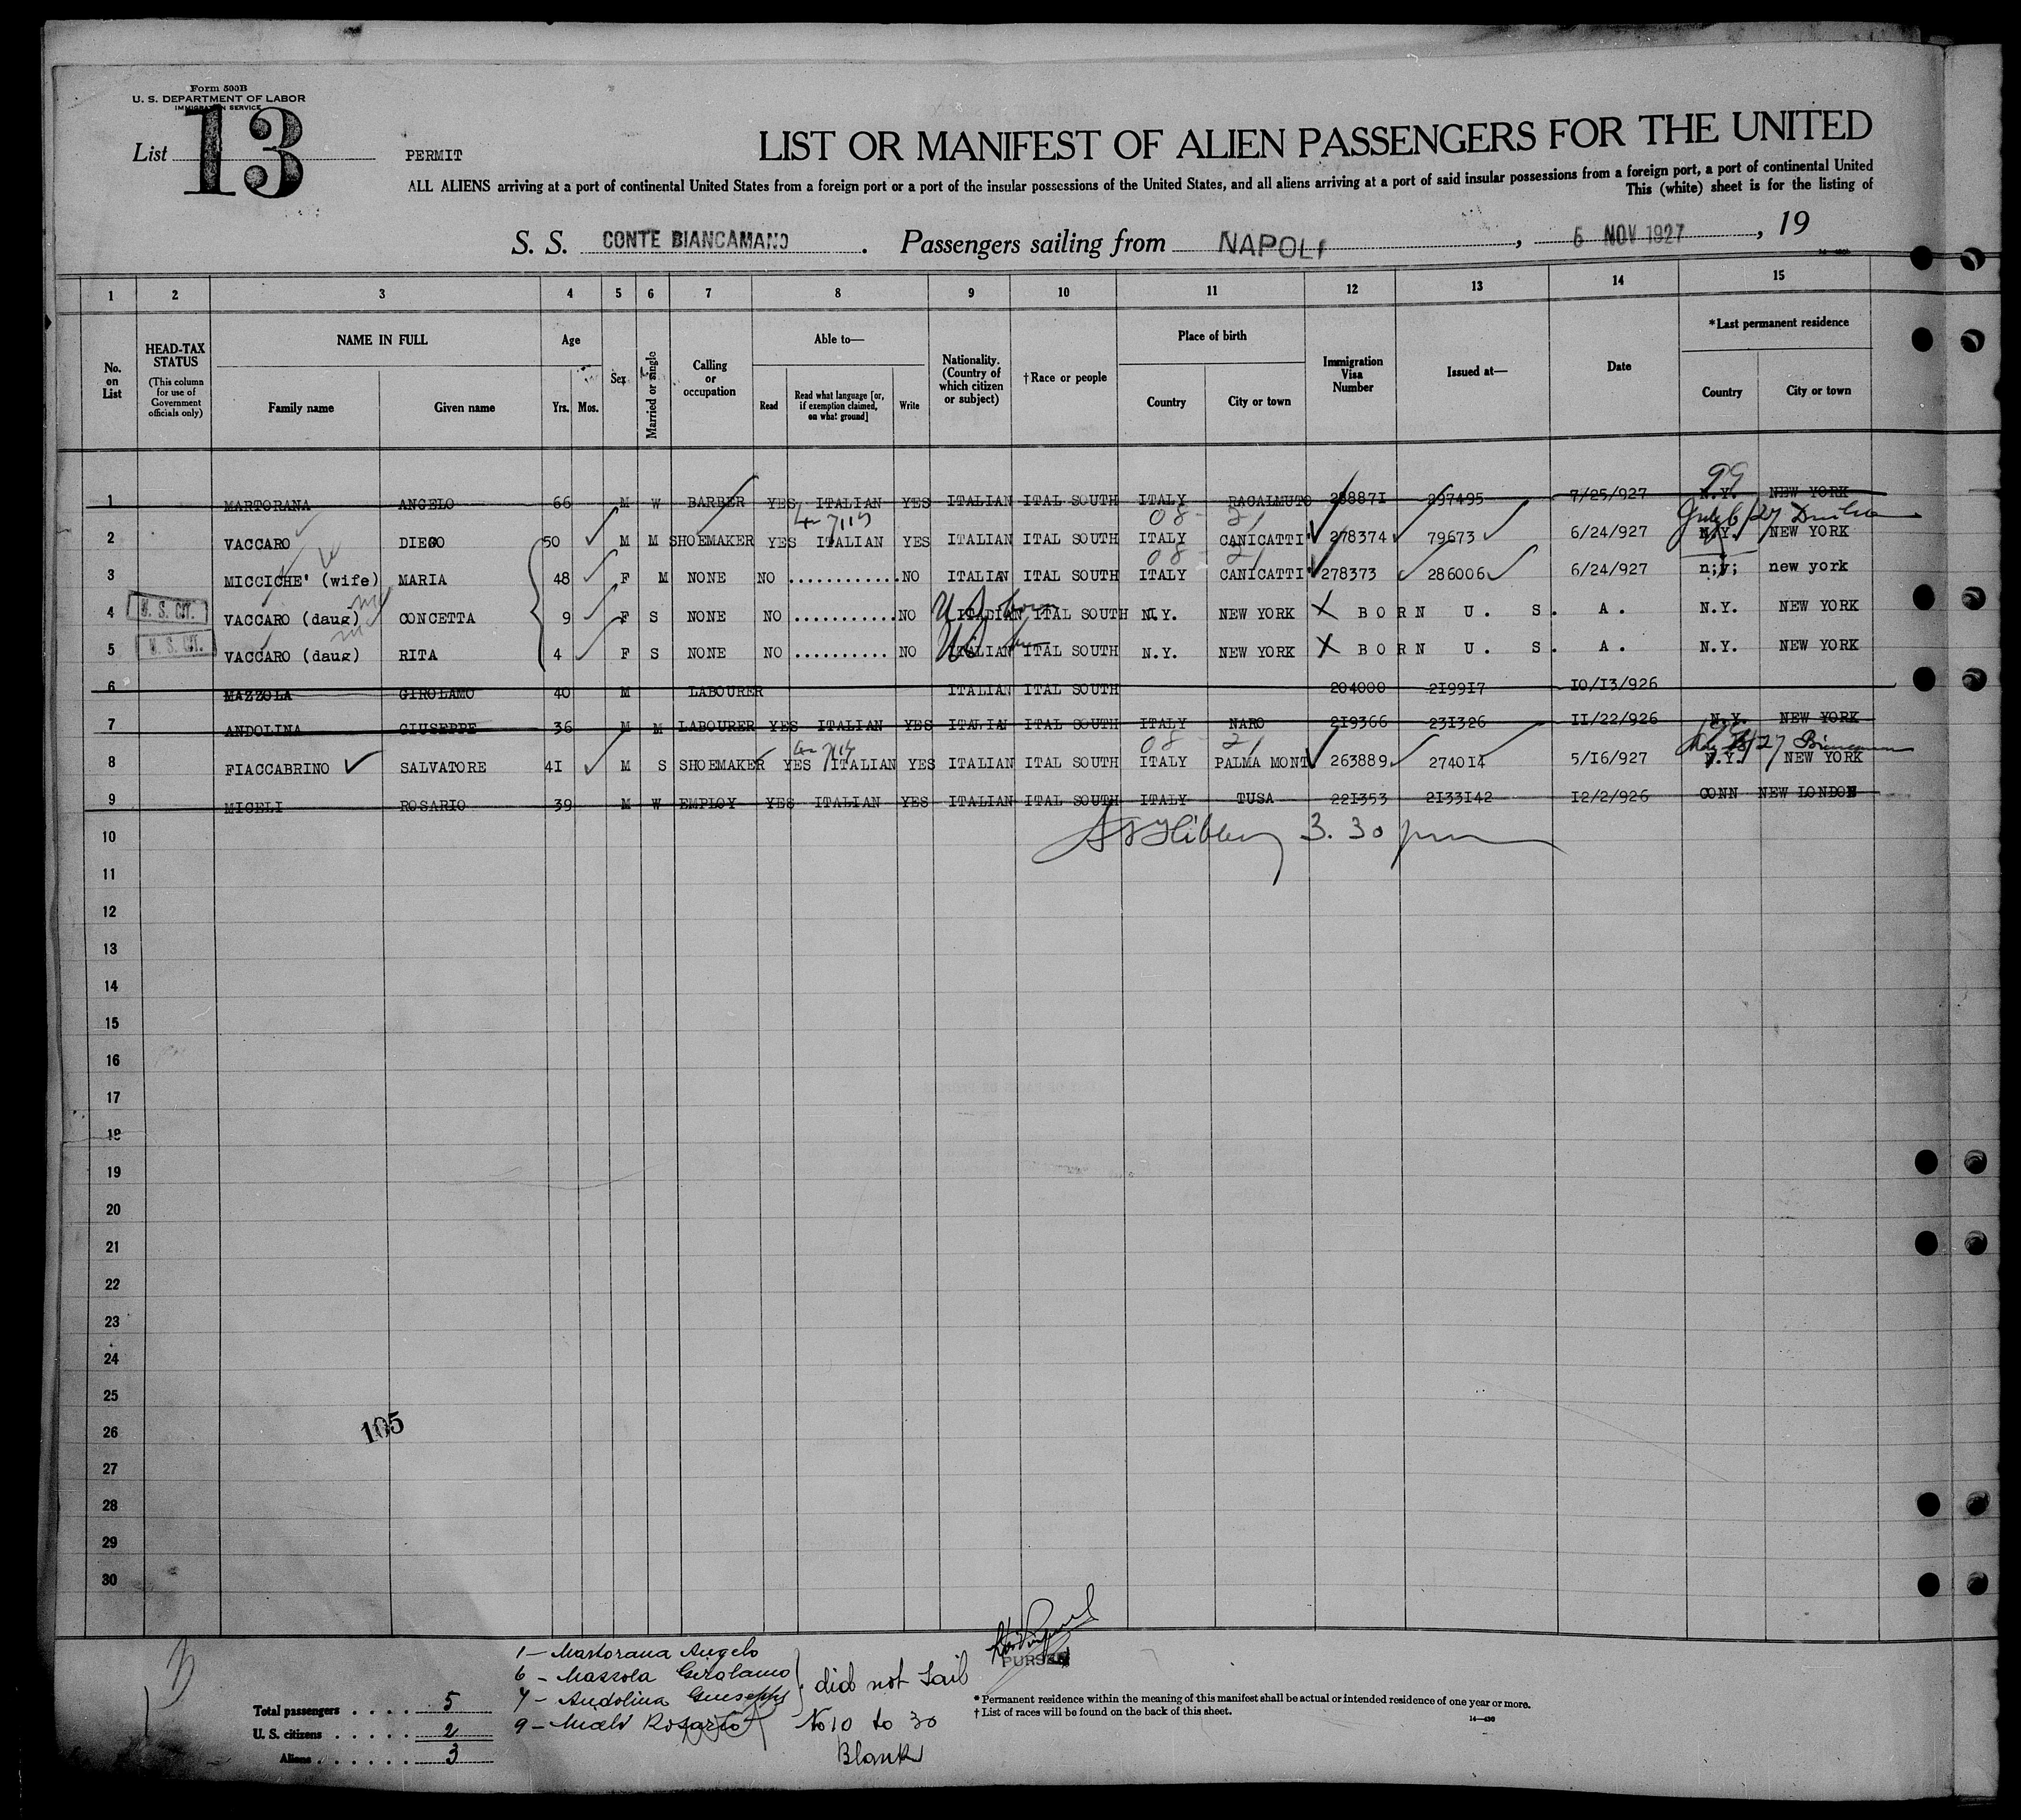 Form 500B
U. S. DEPARTMENT OF LABOR
IMMIGRATION SERVICE
List 13
PERMIT
LIST OR MANIFEST OF ALIEN PASSENGERS FOR THE UNITED
ALL ALIENS arriving at a port of continental United States from a foreign port or a port of the insular possessions of the United States, and all aliens arriving at a port of said insular possessions from a foreign port, a port of continental United
This (white) sheet is for the listing of
S. S. CONTE BIANCAMANO. Passengers sailing from NAPOLI, 6 NOV 1927, 19
1 2 3 4 5 6 7 8 9 10 11 12 13 14 15
No. on List
HEAD-TAX STATUS (This column for use of Government officials only)
NAME IN FULL
Family name Given name
Age
Yrs. Mos.
Sex
Married or single
Calling or occupation
Able to—
Read Read what language [or, if exemption claimed, on what ground] Write
Nationality. (Country of which citizen or subject)
†Race or people
Place of birth
Country City or town
Immigration Visa Number
Issued at—
Date
*Last permanent residence
Country City or town
99
1 MARTORANA ANGELO 66 M W BARBER YES ITALIAN YES ITALIAN ITAL SOUTH ITALY RACALMUTO 288871 297495 7/25/927 N.Y. NEW YORK
08 - 21
July 6/27
2 VACCARO DIEGO 50 M M SHOEMAKER YES ITALIAN YES ITALIAN ITAL SOUTH ITALY CANICATTI' 278374 79673 6/24/927 N.Y. NEW YORK
08 - 21
3 MICCICHE' (wife) MARIA 48 F M NONE NO ............ NO ITALIAN ITAL SOUTH ITALY CANICATTI' 278373 286006 6/24/927 n;y; new york
U. S. CIT. US born
4 VACCARO (daug) CONCETTA 9 F S NONE NO ........... NO ITALIAN ITAL SOUTH N.Y. NEW YORK X BORN U. S. A. N.Y. NEW YORK
U. S. CIT. US
5 VACCARO (daug) RITA 4 F S NONE NO .......... NO ITALIAN ITAL SOUTH N.Y. NEW YORK X BORN U. S. A. N.Y. NEW YORK
6 MAZZOLA GIROLAMO 40 M LABOURER ITALIAN ITAL SOUTH 204000 219917 10/13/926
7 ANDOLINA GIUSEPPE 36 M M LABOURER YES ITALIAN YES ITALIAN ITAL SOUTH ITALY NARO 219366 231326 11/22/926 N.Y. NEW YORK
08 - 21
8 FIACCABRINO SALVATORE 41 M S SHOEMAKER YES ITALIAN YES ITALIAN ITAL SOUTH ITALY PALMA MONT 263889 274014 5/16/927 N.Y. NEW YORK
9 MICELI ROSARIO 39 M W EMPLOY YES ITALIAN YES ITALIAN ITAL SOUTH ITALY TUSA 221353 2133142 12/2/926 CONN NEW LONDON
10 3. 30 pm
11
12
13
14
15
16
17
18
19
20
21
22
23
24
25
26
105
27
28
29
30
1 - Martorana Angelo
6 - Mazzola Girolamo
7 - Andolina Giuseppe
9 - Miceli Rosario
did not sail
No 10 to 30
Blank
PURSER
Total passengers . . . . 5
U. S. citizens . . . . . 2
Aliens . . . . . . 3
* Permanent residence within the meaning of this manifest shall be actual or intended residence of one year or more.
† List of races will be found on the back of this sheet.
14—430